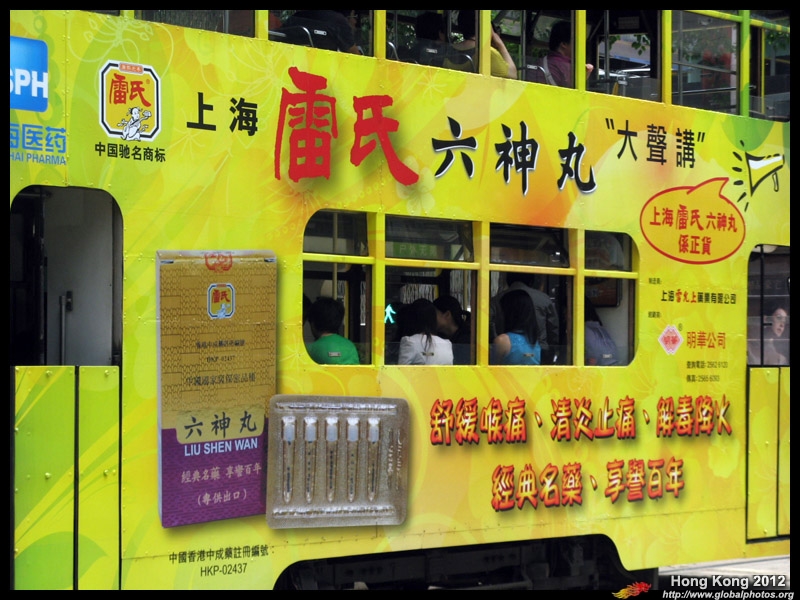 SPH
海医药
HAI PHARMA
雷氏
中国驰名商标
上海 雷氏 六神丸 "大聲講"
上海雷氏六神丸
係正貨
上海雷允上藥業有限公司
明華
明華公司
雷氏
HKP-02437
六神丸
LIU SHEN WAN
經典名藥 享譽百年
(專供出口)
舒緩喉痛、清炎止痛、解毒降火
經典名藥、享譽百年
中國香港中成藥註冊編號:
HKP-02437
Hong Kong 2012
http://www.globalphotos.org